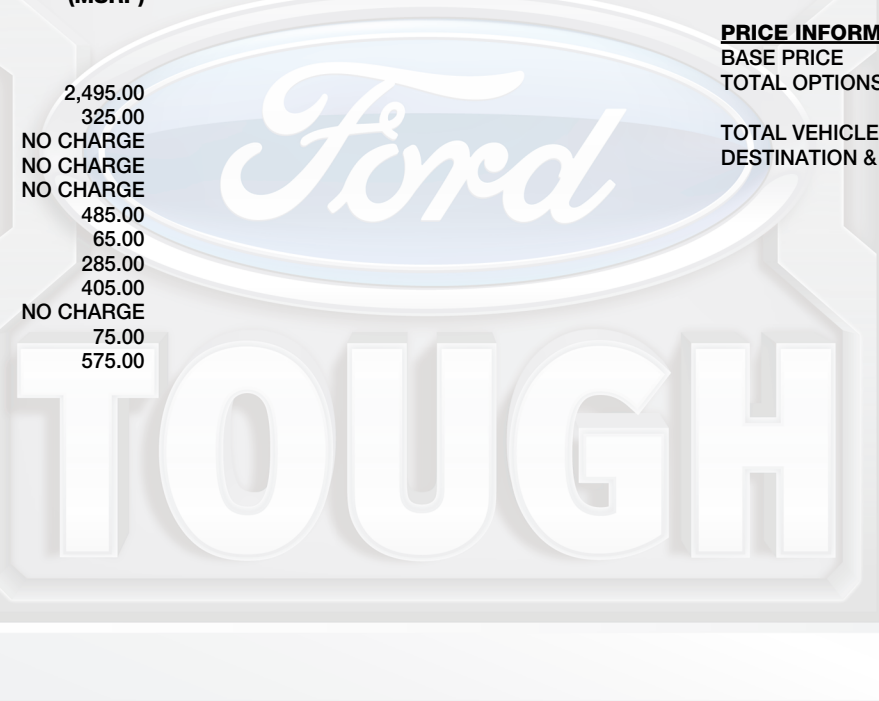 (MSRP)
2,495.00
325.00
NO CHARGE
NO CHARGE
NO CHARGE
485.00
65.00
285.00
405.00
NO CHARGE
75.00
575.00
PRICE INFORM
BASE PRICE
TOTAL OPTIONS
TOTAL VEHICLE
DESTINATION &
Ford
TOUGH